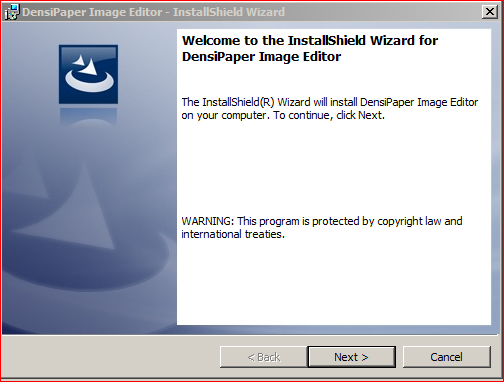 DensiPaper Image Editor - InstallShield Wizard
Welcome to the InstallShield Wizard for
DensiPaper Image Editor
The InstallShield(R) Wizard will install DensiPaper Image Editor
on your computer. To continue, click Next.
WARNING: This program is protected by copyright law and
international treaties.
< Back
Next >
Cancel